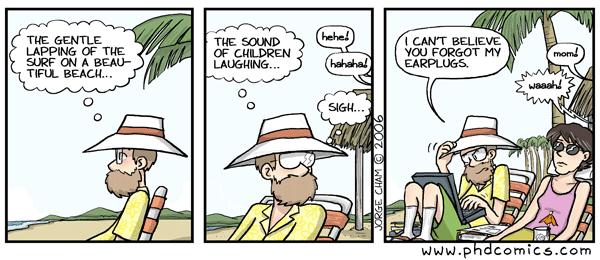 THE GENTLE
LAPPING OF THE
SURF ON A BEAU-
TIFUL BEACH...
THE SOUND
OF CHILDREN
LAUGHING...
hehe!
hahaha!
SIGH...
JORGE CHAM © 2006
I CAN'T BELIEVE
YOU FORGOT MY
EARPLUGS.
mom!
waaah!
www.phdcomics.com